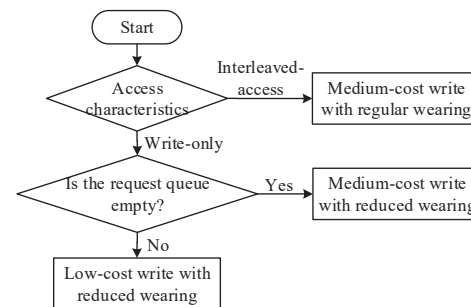 Start
Access
characteristics
Interleaved-
access
Medium-cost write
with regular wearing
Write-only
Is the request queue
empty?
Yes
Medium-cost write
with reduced wearing
No
Low-cost write with
reduced wearing